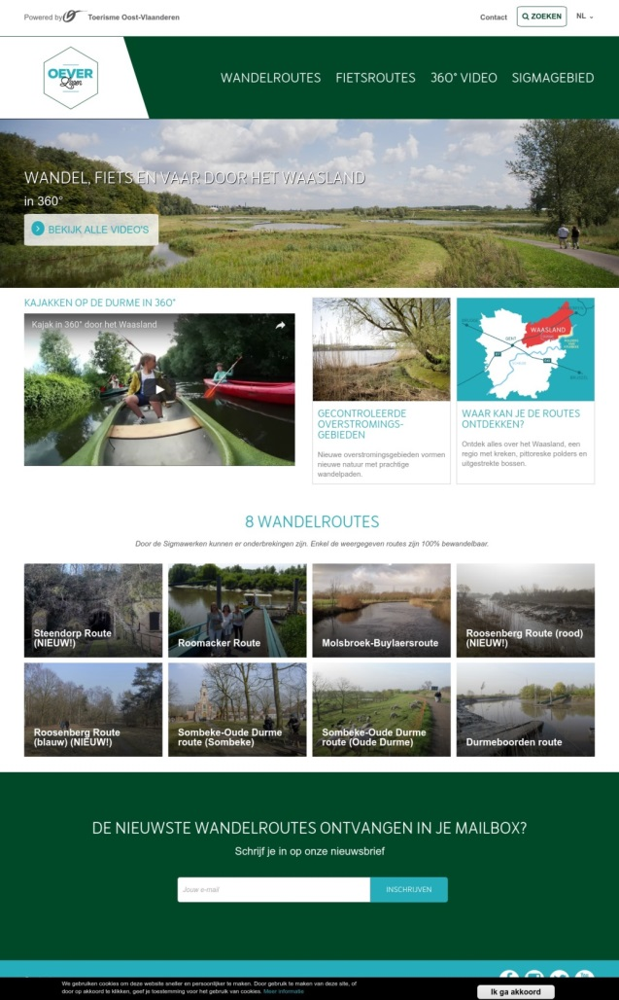 Powered by Toerisme Oost-Vlaanderen
Contact
ZOEKEN
NL
OEVER
Lopen
WANDELROUTES FIETSROUTES 360° VIDEO SIGMAGEBIED
WANDEL, FIETS EN VAAR DOOR HET WAASLAND
in 360°
BEKIJK ALLE VIDEO'S
KAJAKKEN OP DE DURME IN 360°
Kajak in 360° door het Waasland
GECONTROLEERDE
OVERSTROMINGS-
GEBIEDEN
Nieuwe overstromingsgebieden vormen
nieuwe natuur met prachtige
wandelpaden.
GENT
WAASLAND
WAAR KAN JE DE ROUTES
ONTDEKKEN?
Ontdek alles over het Waasland, een
regio met kreken, pittoreske polders en
uitgestrekte bossen.
8 WANDELROUTES
Door de Sigmawerken kunnen er onderbrekingen zijn. Enkel de weergegeven routes zijn 100% bewandelbaar.
Steendorp Route
(NIEUW!)
Roomacker Route
Molsbroek-Buylaersroute
Roosenberg Route (rood)
(NIEUW!)
Roosenberg Route
(blauw) (NIEUW!)
Sombeke-Oude Durme
route (Sombeke)
Sombeke-Oude Durme
route (Oude Durme)
Durmeboorden route
DE NIEUWSTE WANDELROUTES ONTVANGEN IN JE MAILBOX?
Schrijf je in op onze nieuwsbrief
Jouw e-mail
INSCHRIJVEN
We gebruiken cookies om deze website sneller en persoonlijker te maken. Door gebruik te maken van deze site, of
door op akkoord te klikken, geef je toestemming voor het gebruik van cookies. Meer informatie
Ik ga akkoord